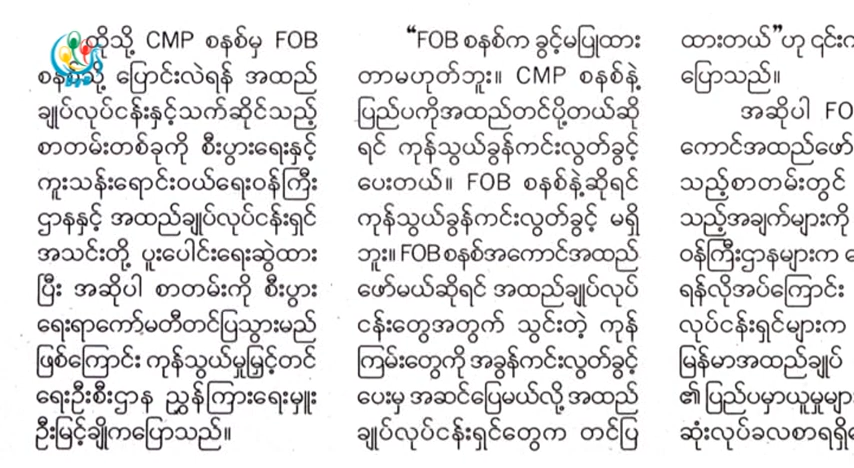 ထိုသို့ CMP စနစ်မှ FOB
စနစ်သို့ ပြောင်းလဲရန် အထည်
ချုပ်လုပ်ငန်းနှင့်သက်ဆိုင်သည့်
စာတမ်းတစ်ခုကို စီးပွားရေးနှင့်
ကူးသန်းရောင်းဝယ်ရေးဝန်ကြီး
ဌာနနှင့် အထည်ချုပ်လုပ်ငန်းရှင်
အသင်းတို့ ပူးပေါင်းရေးဆွဲထား
ပြီး အဆိုပါ စာတမ်းကို စီးပွား
ရေးရာကော်မတီတင်ပြသွားမည်
ဖြစ်ကြောင်း ကုန်သွယ်မှုမြှင့်တင်
ရေးဦးစီးဌာန ညွှန်ကြားရေးမှူး
ဦးမြင့်ချိုကပြောသည်။
“FOB စနစ်က ခွင့်မပြုထား
တာမဟုတ်ဘူး။ CMP စနစ်နဲ့
ပြည်ပကိုအထည်တင်ပို့တယ်ဆို
ရင် ကုန်သွယ်ခွန်ကင်းလွတ်ခွင့်
ပေးတယ်။ FOB စနစ်နဲ့ဆိုရင်
ကုန်သွယ်ခွန်ကင်းလွတ်ခွင့် မရှိ
ဘူး။ FOB စနစ်အကောင်အထည်
ဖော်မယ်ဆိုရင် အထည်ချုပ်လုပ်
ငန်းတွေအတွက် သွင်းတဲ့ ကုန်
ကြမ်းတွေကို အခွန်ကင်းလွတ်ခွင့်
ပေးမှ အဆင်ပြေမယ်လို့ အထည်
ချုပ်လုပ်ငန်းရှင်တွေက တင်ပြ
ထားတယ်”ဟု ၎င်းက
ပြောသည်။
အဆိုပါ FO
ကောင်အထည်ဖော်
သည့်စာတမ်းတွင်
သည့်အချက်များကို
ဝန်ကြီးဌာနများက
ရန်လိုအပ်ကြောင်း
လုပ်ငန်းရှင်များက
မြန်မာအထည်ချုပ်
၏ ပြည်ပမှာယူမှုများ
ဆုံးလုပ်ခလစာရရှိ